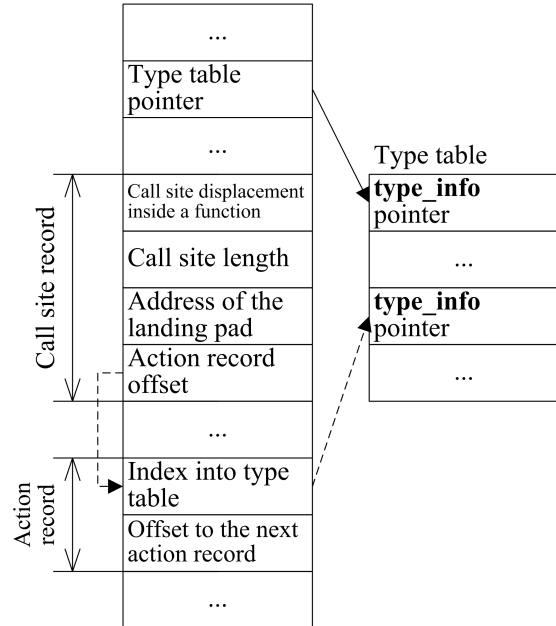 ...
Type table
pointer
...
Call site record
Call site displacement
inside a function
Call site length
Address of the
landing pad
Action record
offset
...
Action
record
Index into type
table
Offset to the next
action record
...
Type table
type_info
pointer
...
type_info
pointer
...